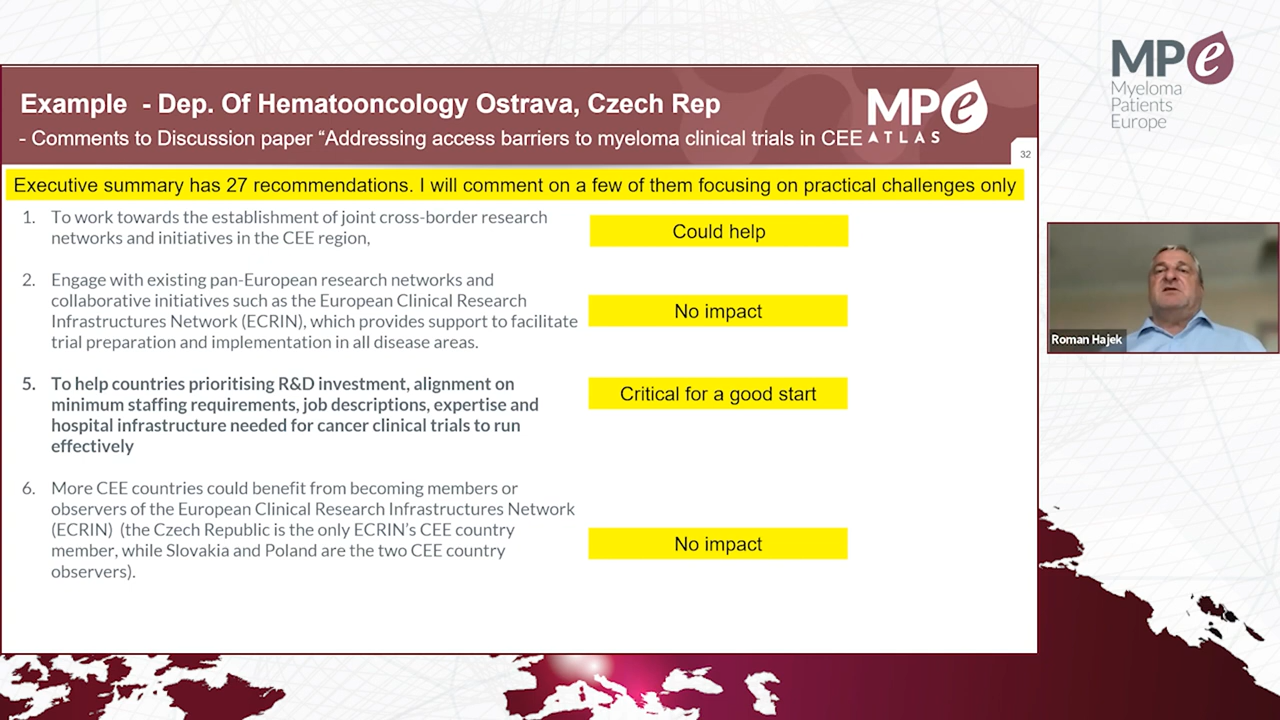 MPe
Myeloma
Patients
Europe
Example - Dep. Of Hematooncology Ostrava, Czech Rep
- Comments to Discussion paper “Addressing access barriers to myeloma clinical trials in CEE
MPe
ATLAS
32
Executive summary has 27 recommendations. I will comment on a few of them focusing on practical challenges only
1. To work towards the establishment of joint cross-border research
networks and initiatives in the CEE region,
Could help
2. Engage with existing pan-European research networks and
collaborative initiatives such as the European Clinical Research
Infrastructures Network (ECRIN), which provides support to facilitate
trial preparation and implementation in all disease areas.
No impact
5. To help countries prioritising R&D investment, alignment on
minimum staffing requirements, job descriptions, expertise and
hospital infrastructure needed for cancer clinical trials to run
effectively
Critical for a good start
6. More CEE countries could benefit from becoming members or
observers of the European Clinical Research Infrastructures Network
(ECRIN) (the Czech Republic is the only ECRIN’s CEE country
member, while Slovakia and Poland are the two CEE country
observers).
No impact
Roman Hajek